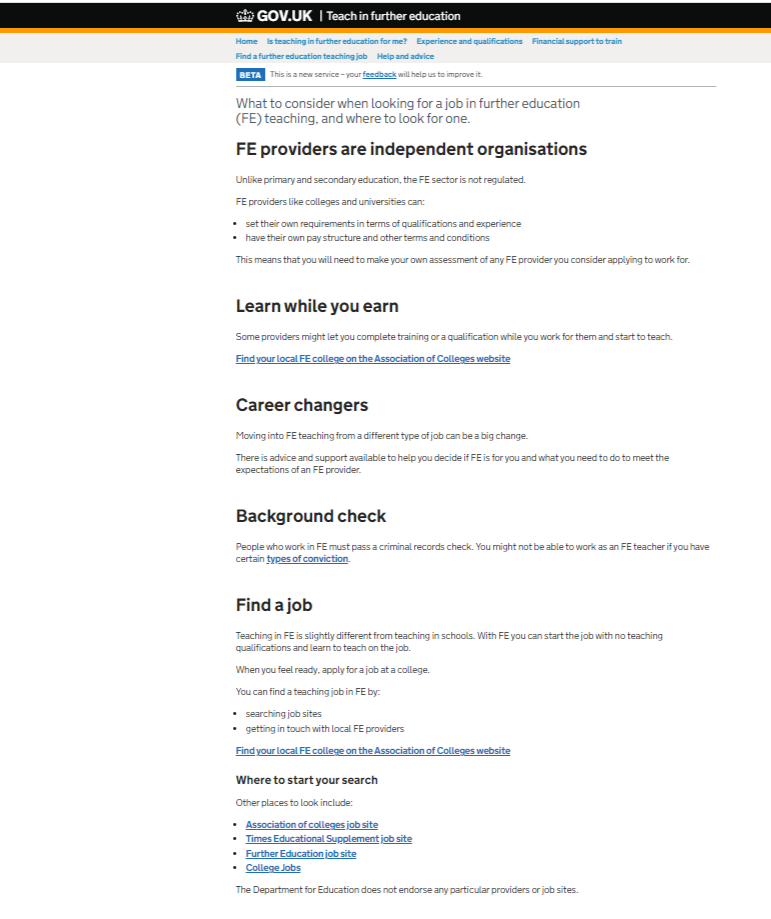 GOV.UK | Teach in further education
Home Is teaching in further education for me? Experience and qualifications Financial support to train
Find a further education teaching job Help and advice
BETA This is a new service – your feedback will help us to improve it.
What to consider when looking for a job in further education
(FE) teaching, and where to look for one.
FE providers are independent organisations
Unlike primary and secondary education, the FE sector is not regulated.
FE providers like colleges and universities can:
• set their own requirements in terms of qualifications and experience
• have their own pay structure and other terms and conditions
This means that you will need to make your own assessment of any FE provider you consider applying to work for.
Learn while you earn
Some providers might let you complete training or a qualification while you work for them and start to teach.
Find your local FE college on the Association of Colleges website
Career changers
Moving into FE teaching from a different type of job can be a big change.
There is advice and support available to help you decide if FE is for you and what you need to do to meet the
expectations of an FE provider.
Background check
People who work in FE must pass a criminal records check. You might not be able to work as an FE teacher if you have
certain types of conviction.
Find a job
Teaching in FE is slightly different from teaching in schools. With FE you can start the job with no teaching
qualifications and learn to teach on the job.
When you feel ready, apply for a job at a college.
You can find a teaching job in FE by:
• searching job sites
• getting in touch with local FE providers
Find your local FE college on the Association of Colleges website
Where to start your search
Other places to look include:
• Association of colleges job site
• Times Educational Supplement job site
• Further Education job site
• College Jobs
The Department for Education does not endorse any particular providers or job sites.